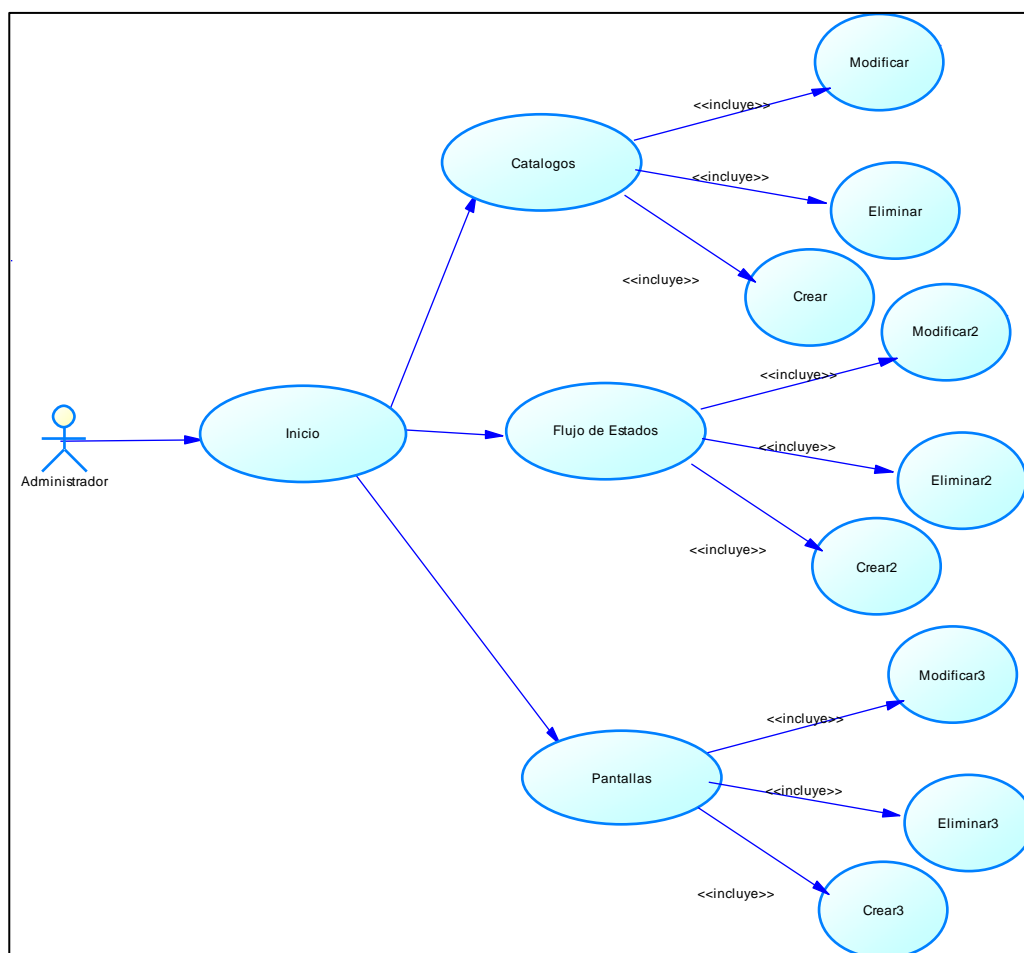 Modificar
<<incluye>>
Catalogos
<<incluye>>
Eliminar
<<incluye>>
Crear
Modificar2
<<incluye>>
Inicio
Flujo de Estados
<<incluye>>
Administrador
Eliminar2
<<incluye>>
Crear2
Modificar3
<<incluye>>
Pantallas
<<incluye>>
Eliminar3
<<incluye>>
Crear3